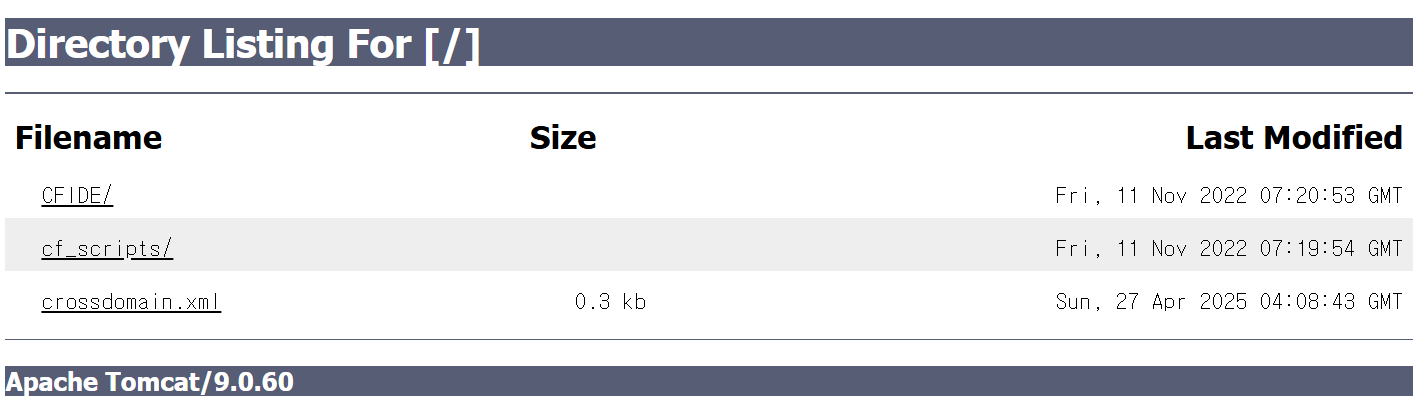 Directory Listing For [/]
Filename Size Last Modified
CFIDE/ Fri, 11 Nov 2022 07:20:53 GMT
cf_scripts/ Fri, 11 Nov 2022 07:19:54 GMT
crossdomain.xml 0.3 kb Sun, 27 Apr 2025 04:08:43 GMT
Apache Tomcat/9.0.60